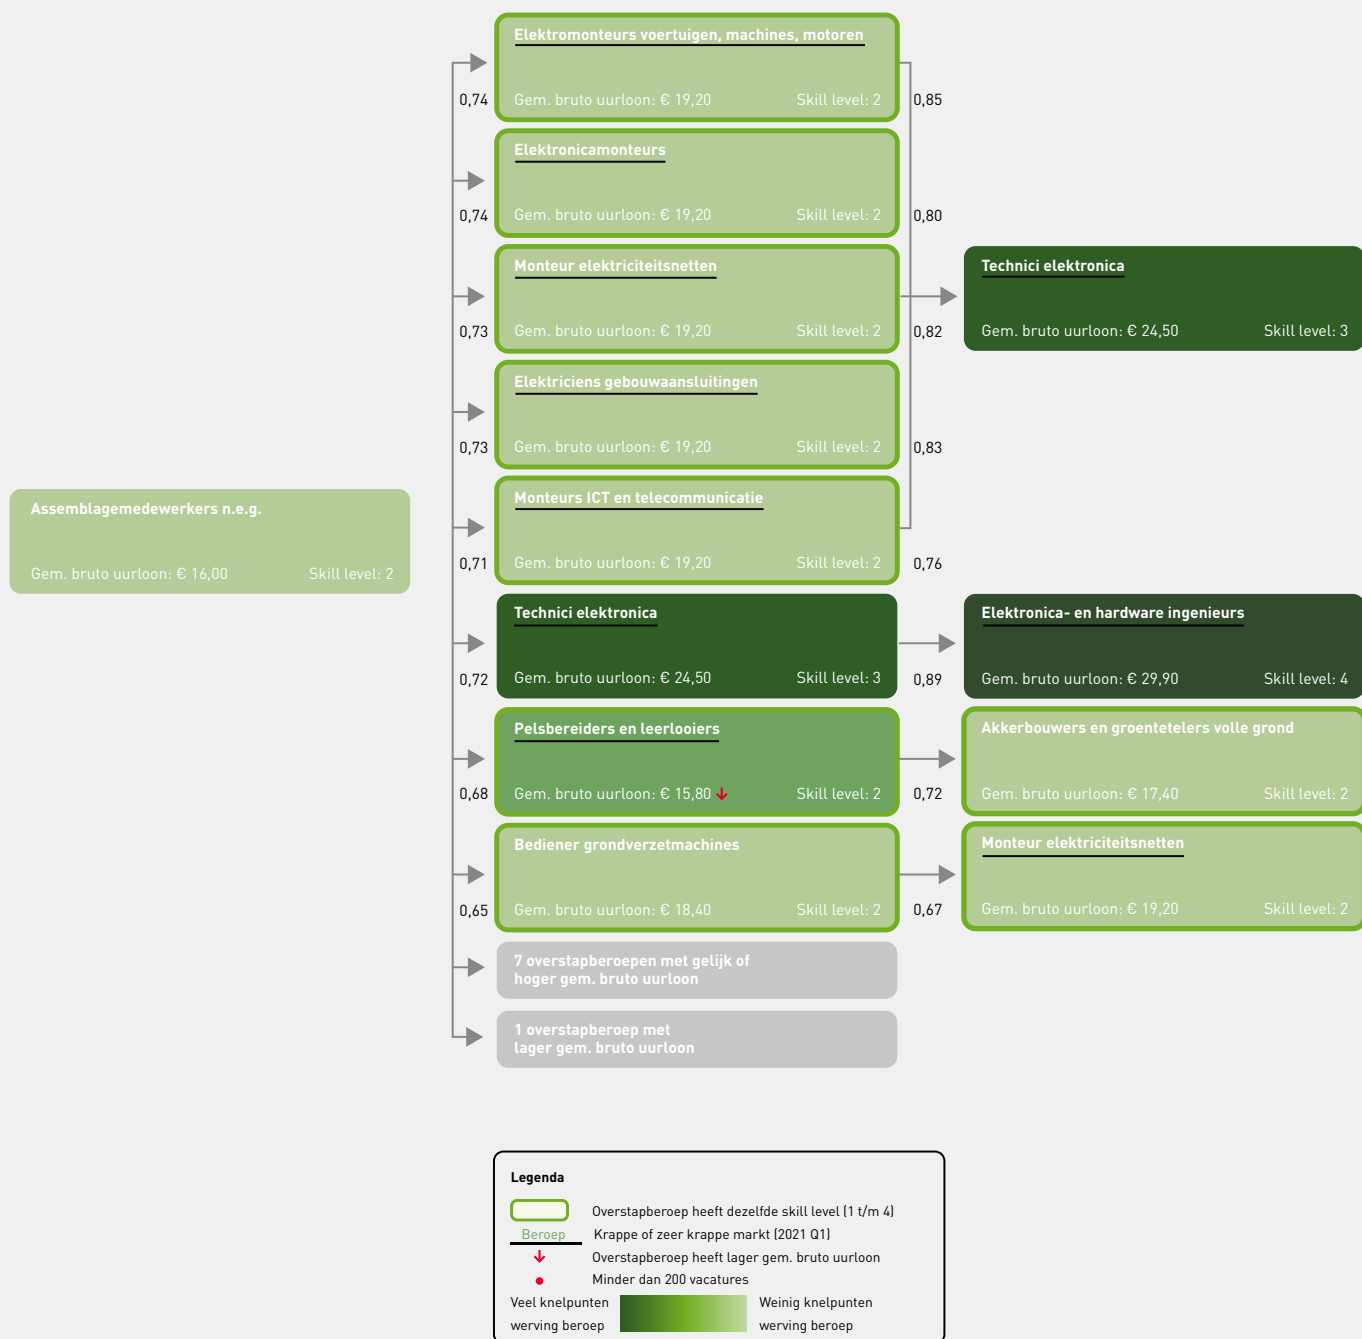 Elektromonteurs voertuigen, machines, motoren
0,74
Gem. bruto uurloon: € 19,20 Skill level: 2
0,85
Elektronicamonteurs
0,74
Gem. bruto uurloon: € 19,20 Skill level: 2
0,80
Monteur elektriciteitsnetten
0,73
Gem. bruto uurloon: € 19,20 Skill level: 2
0,82
Technici elektronica
Gem. bruto uurloon: € 24,50 Skill level: 3
Elektriciens gebouwaansluitingen
0,73
Gem. bruto uurloon: € 19,20 Skill level: 2
0,83
Assemblagemedewerkers n.e.g.
Gem. bruto uurloon: € 16,00 Skill level: 2
Monteurs ICT en telecommunicatie
0,71
Gem. bruto uurloon: € 19,20 Skill level: 2
0,76
Technici elektronica
0,72
Gem. bruto uurloon: € 24,50 Skill level: 3
0,89
Elektronica- en hardware ingenieurs
Gem. bruto uurloon: € 29,90 Skill level: 4
Pelsbereiders en leerlooiers
0,68
Gem. bruto uurloon: € 15,80 Skill level: 2
0,72
Akkerbouwers en groentetelers volle grond
Gem. bruto uurloon: € 17,40 Skill level: 2
Bediener grondverzetmachines
0,65
Gem. bruto uurloon: € 18,40 Skill level: 2
0,67
Monteur elektriciteitsnetten
Gem. bruto uurloon: € 19,20 Skill level: 2
7 overstapberoepen met gelijk of
hoger gem. bruto uurloon
1 overstapberoep met
lager gem. bruto uurloon
Legenda
Overstapberoep heeft dezelfde skill level (1 t/m 4)
Beroep Krappe of zeer krappe markt (2021 Q1)
Overstapberoep heeft lager gem. bruto uurloon
Minder dan 200 vacatures
Veel knelpunten
werving beroep
Weinig knelpunten
werving beroep